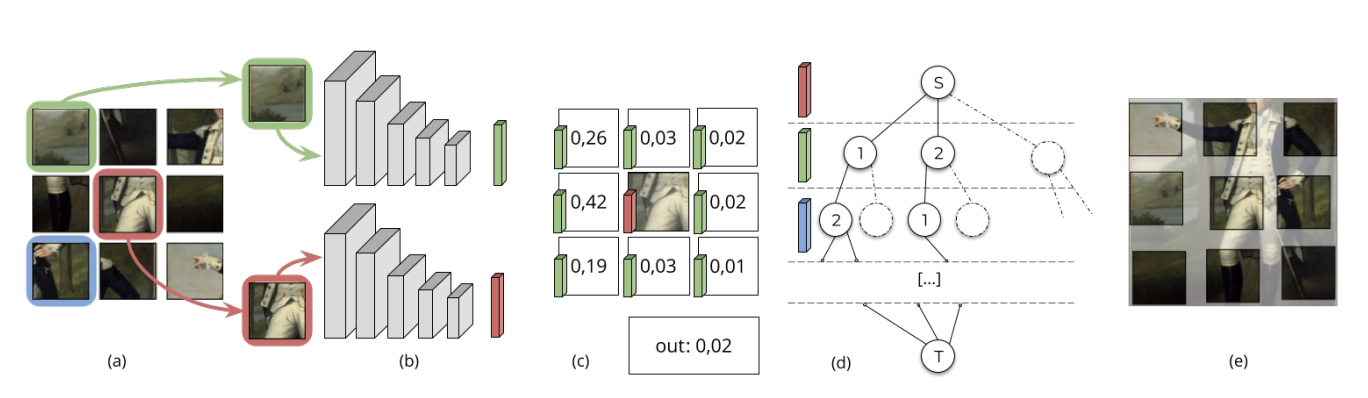 0,26 0,03 0,02
0,42 0,02
0,19 0,03 0,01
out: 0,02
S
1 2
2 1
[...]
T
(a) (b) (c) (d) (e)